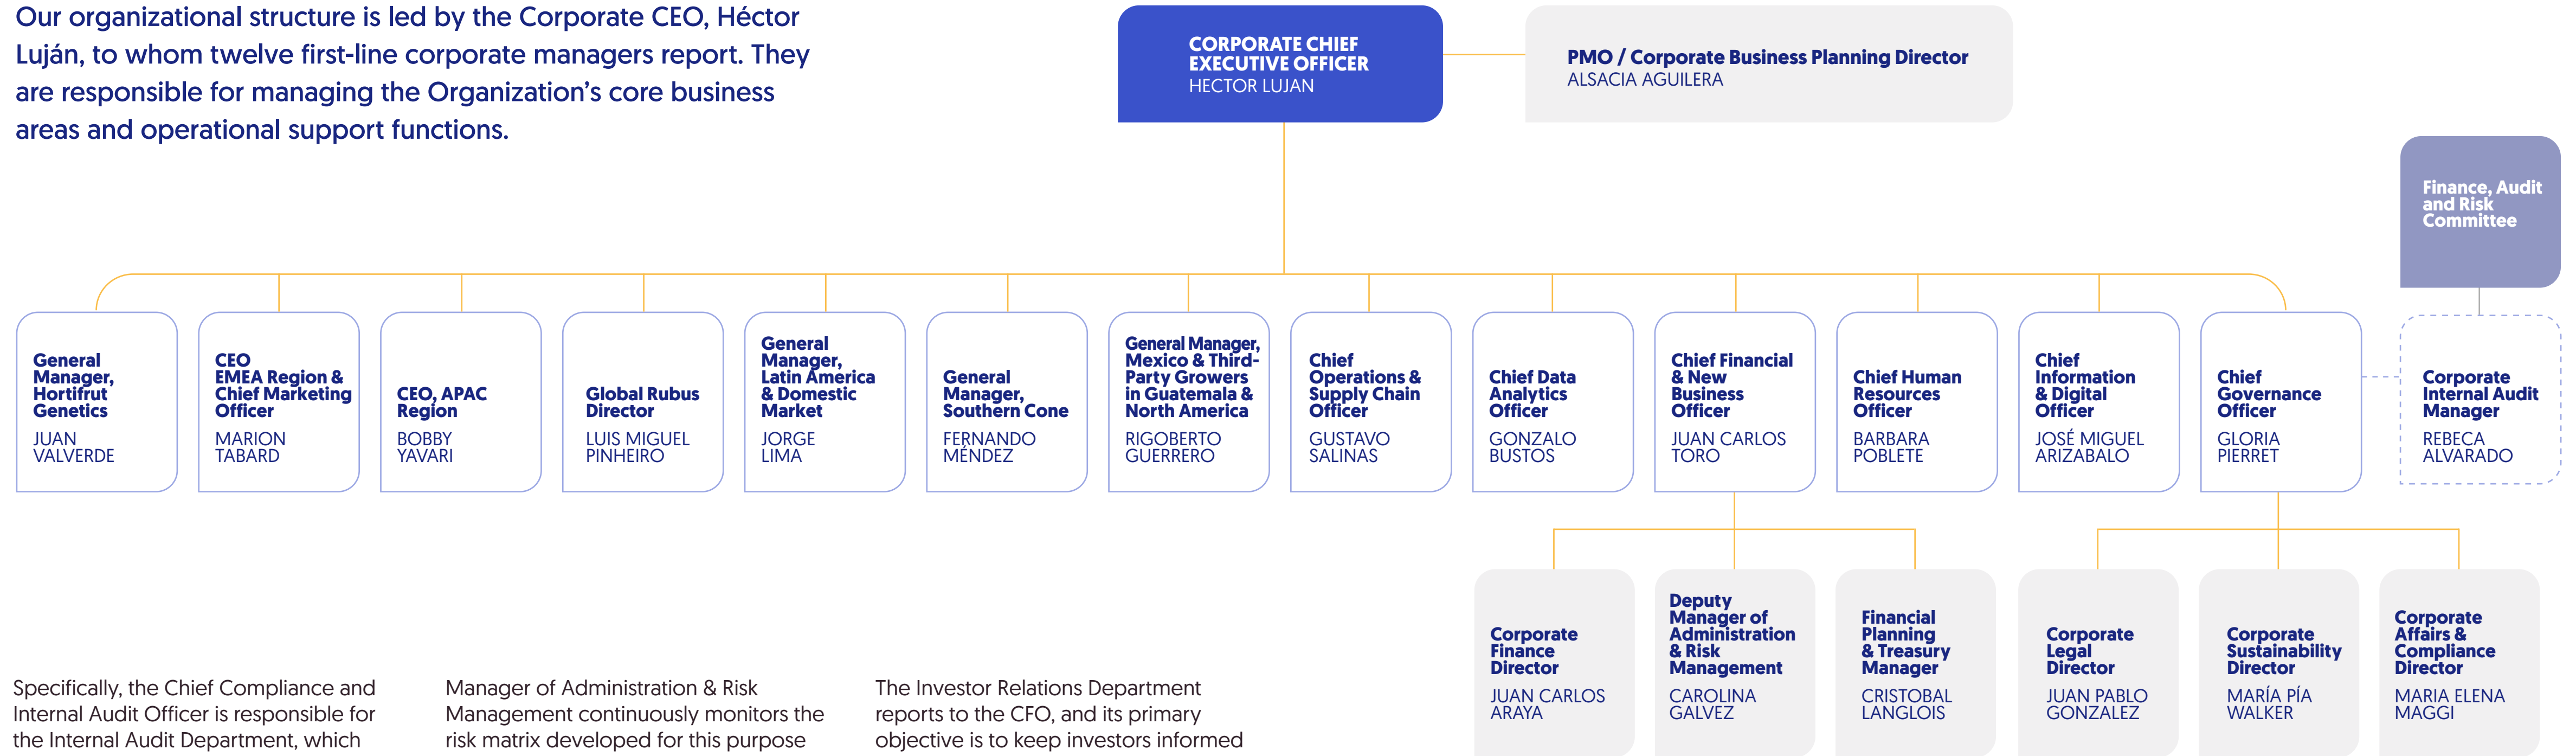 Our organizational structure is led by the Corporate CEO, Héctor
Luján, to whom twelve first-line corporate managers report. They
are responsible for managing the Organization’s core business
areas and operational support functions.
CORPORATE CHIEF
EXECUTIVE OFFICER
HECTOR LUJAN
PMO / Corporate Business Planning Director
ALSACIA AGUILERA
Finance, Audit
and Risk
Committee
General
Manager,
Hortifrut
Genetics
JUAN
VALVERDE
CEO
EMEA Region &
Chief Marketing
Officer
MARION
TABARD
CEO, APAC
Region
BOBBY
YAVARI
Global Rubus
Director
LUIS MIGUEL
PINHEIRO
General
Manager,
Latin America
& Domestic
Market
JORGE
LIMA
General
Manager,
Southern Cone
FERNANDO
MÉNDEZ
General Manager,
Mexico & Third-
Party Growers
in Guatemala &
North America
RIGOBERTO
GUERRERO
Chief
Operations &
Supply Chain
Officer
GUSTAVO
SALINAS
Chief Data
Analytics
Officer
GONZALO
BUSTOS
Chief Financial
& New
Business
Officer
JUAN CARLOS
TORO
Chief Human
Resources
Officer
BARBARA
POBLETE
Chief
Information
& Digital
Officer
JOSÉ MIGUEL
ARIZABALO
Chief
Governance
Officer
GLORIA
PIERRET
Corporate
Internal Audit
Manager
REBECA
ALVARADO
Corporate
Finance
Director
JUAN CARLOS
ARAYA
Deputy
Manager of
Administration
& Risk
Management
CAROLINA
GALVEZ
Financial
Planning
& Treasury
Manager
CRISTOBAL
LANGLOIS
Corporate
Legal
Director
JUAN PABLO
GONZALEZ
Corporate
Sustainability
Director
MARÍA PÍA
WALKER
Corporate
Affairs &
Compliance
Director
MARIA ELENA
MAGGI
Specifically, the Chief Compliance and
Internal Audit Officer is responsible for
the Internal Audit Department, which
Manager of Administration & Risk
Management continuously monitors the
risk matrix developed for this purpose
The Investor Relations Department
reports to the CFO, and its primary
objective is to keep investors informed